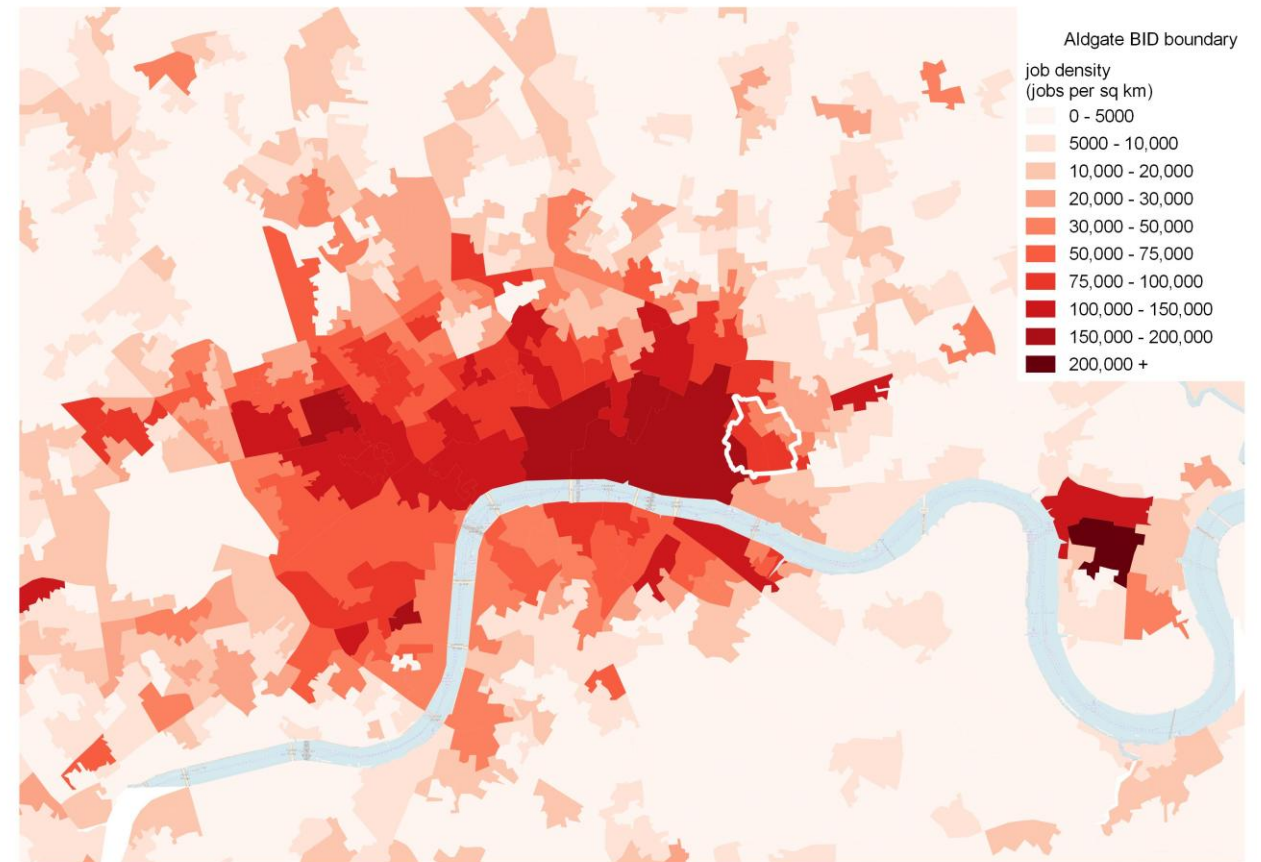 Aldgate BID boundary
job density
(jobs per sq km)
0 - 5000
5000 - 10,000
10,000 - 20,000
20,000 - 30,000
30,000 - 50,000
50,000 - 75,000
75,000 - 100,000
100,000 - 150,000
150,000 - 200,000
200,000 +